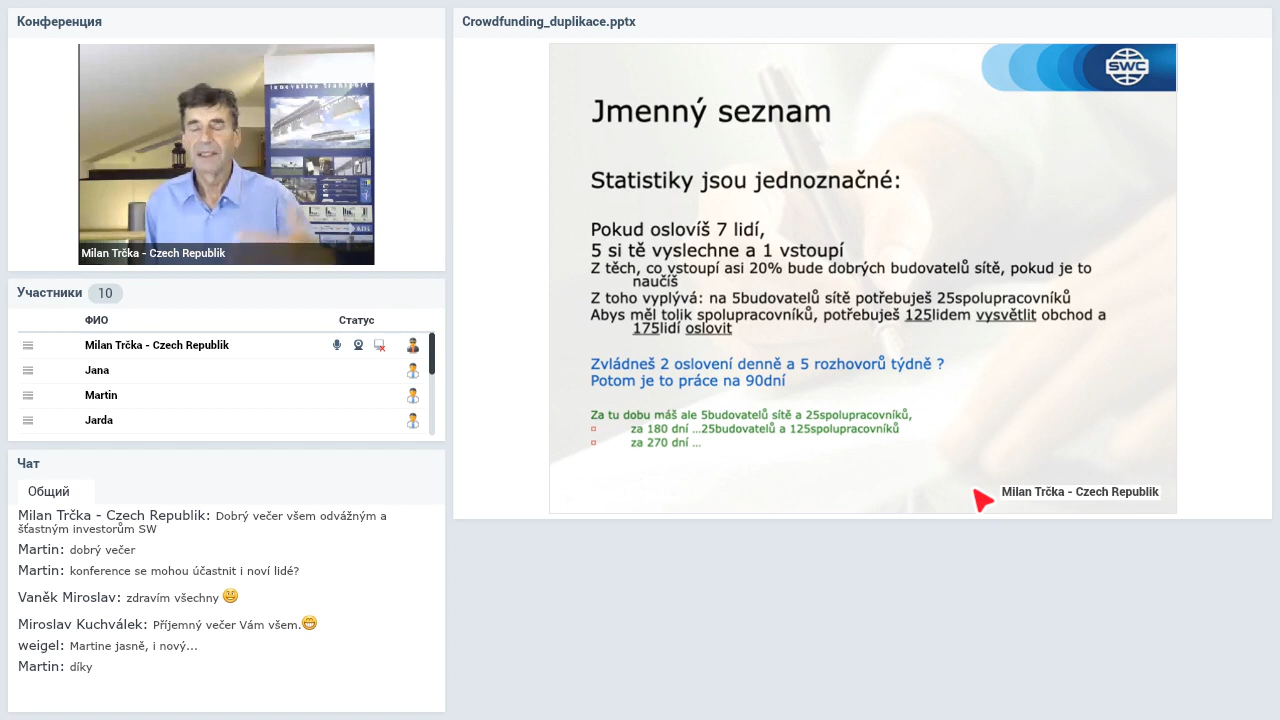 Конференция
innovative transport
Milan Trčka - Czech Republik
Участники 10
ФИО Статус
Milan Trčka - Czech Republik
Jana
Martin
Jarda
Чат
Общий
Milan Trčka - Czech Republik: Dobrý večer všem odvážným a
šťastným investorům SW
Martin: dobrý večer
Martin: konference se mohou účastnit i noví lidé?
Vaněk Miroslav: zdravím všechny
Miroslav Kuchválek: Příjemný večer Vám všem.
weigel: Martine jasně, i nový...
Martin: díky
Crowdfunding_duplikace.pptx
SWC
Jmenný seznam
Statistiky jsou jednoznačné:
Pokud oslovíš 7 lidí,
5 si tě vyslechne a 1 vstoupí
Z těch, co vstoupí asi 20% bude dobrých budovatelů sítě, pokud je to
naučíš
Z toho vyplývá: na 5budovatelů sítě potřebuješ 25spolupracovníků
Abys měl tolik spolupracovníků, potřebuješ 125lidem vysvětlit obchod a
175lidí oslovit
Zvládneš 2 oslovení denně a 5 rozhovorů týdně ?
Potom je to práce na 90dní
Za tu dobu máš ale 5budovatelů sítě a 25spolupracovníků,
za 180 dní ...25budovatelů a 125spolupracovníků
za 270 dní ...
Milan Trčka - Czech Republik